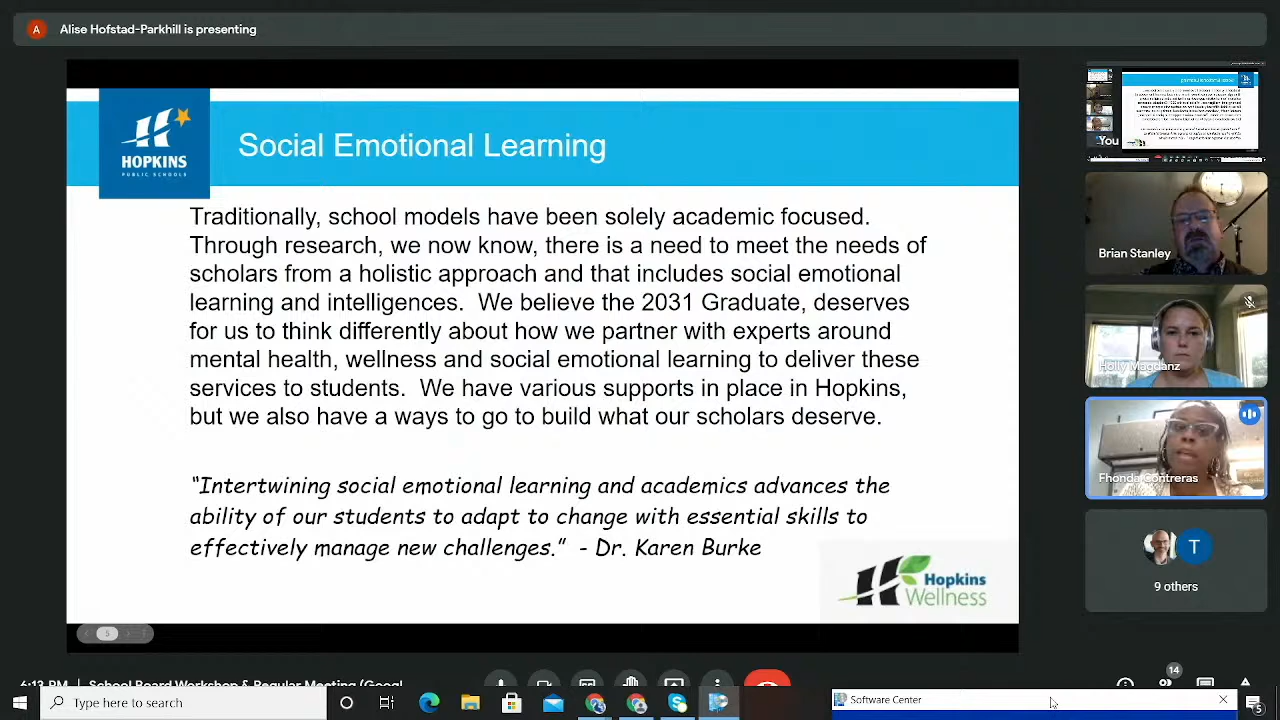 A Alise Hofstad-Parkhill is presenting
HOPKINS
PUBLIC SCHOOLS
Social Emotional Learning
Traditionally, school models have been solely academic focused.
Through research, we now know, there is a need to meet the needs of
scholars from a holistic approach and that includes social emotional
learning and intelligences. We believe the 2031 Graduate, deserves
for us to think differently about how we partner with experts around
mental health, wellness and social emotional learning to deliver these
services to students. We have various supports in place in Hopkins,
but we also have a ways to go to build what our scholars deserve.
"Intertwining social emotional learning and academics advances the
ability of our students to adapt to change with essential skills to
effectively manage new challenges." - Dr. Karen Burke
Hopkins
Wellness
5
You
Brian Stanley
Holly Magdanz
Fhonda Contreras
T
9 others
14
6:13 PM | School Board Workshop & Regular Meeting (Googl
Type here to search
Software Center
5